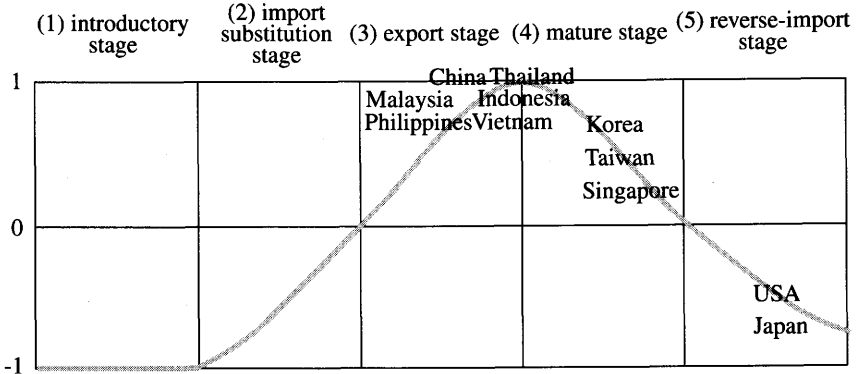 (1) introductory
stage
(2) import
substitution
stage
(3) export stage
(4) mature stage
(5) reverse-import
stage
1
China Thailand
Malaysia Indonesia
Philippines Vietnam
Korea
Taiwan
Singapore
0
USA
Japan
-1